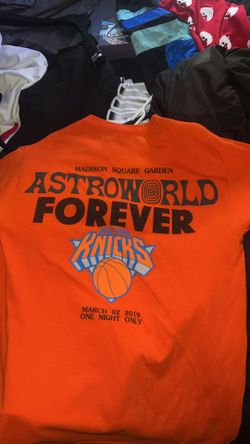 MADISON SQUARE GARDEN
ASTROWORLD
FOREVER
KNICKS
MARCH 02 2019
ONE NIGHT ONLY